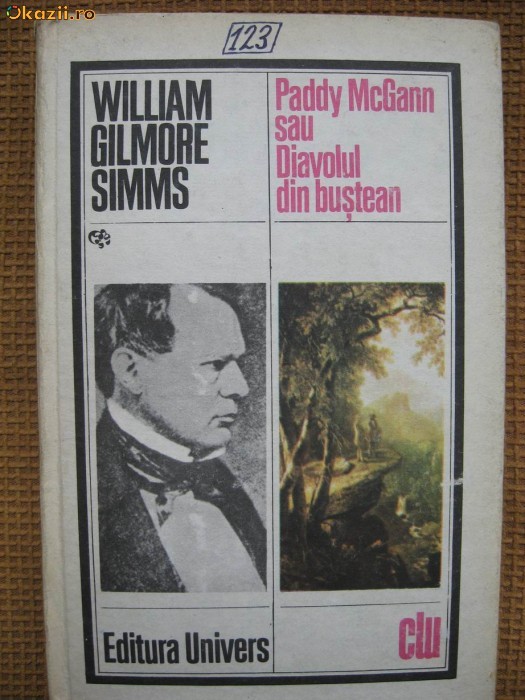 Okazii.ro
123
WILLIAM
GILMORE
SIMMS
Paddy McGann
sau
Diavolul
din buștean
Editura Univers
clu